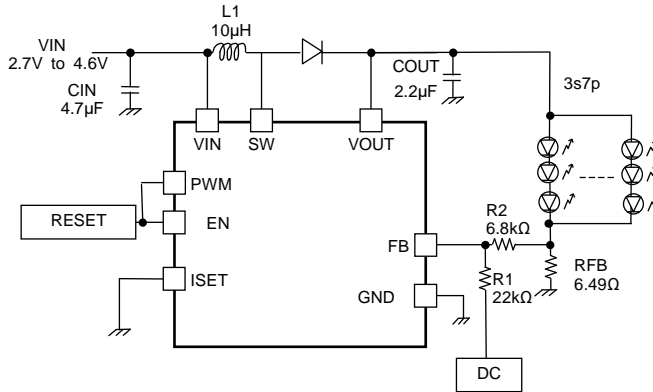 L1
10μH
VIN
2.7V to 4.6V
CIN
4.7μF
COUT
2.2μF
3s7p
VIN
SW
VOUT
PWM
RESET
EN
ISET
FB
GND
R2
6.8kΩ
R1
22kΩ
RFB
6.49Ω
DC